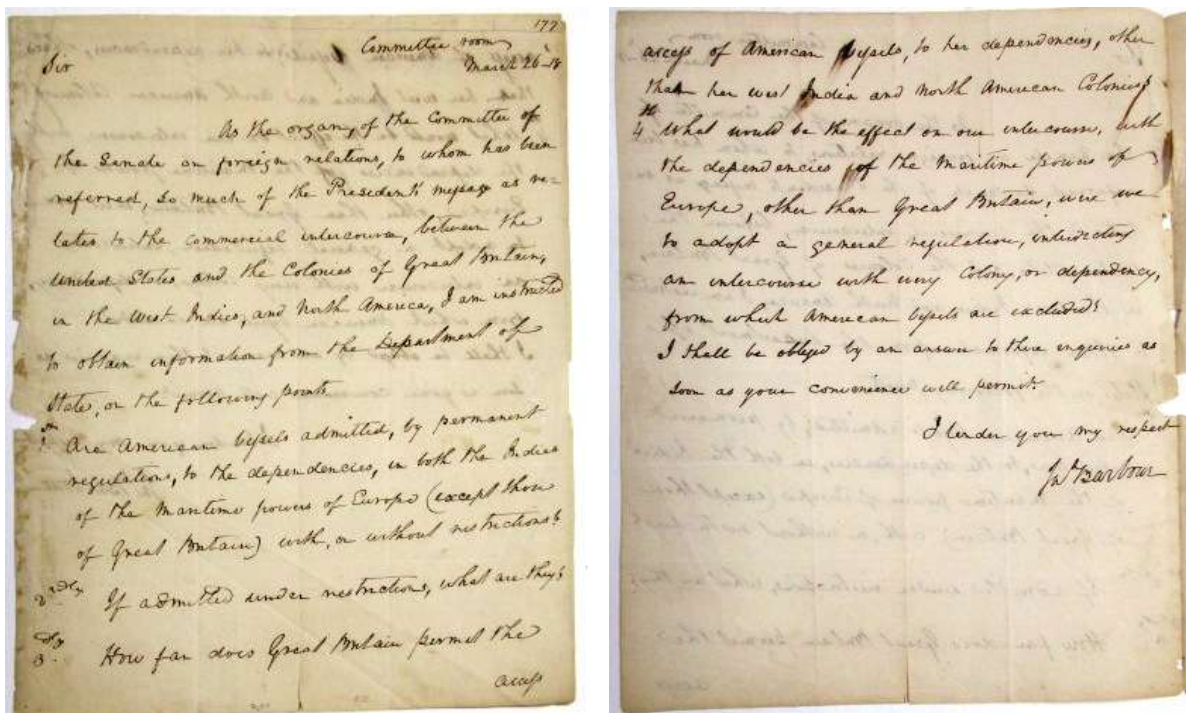 177
Committee room
Sir March 26 - 18
As the organ, of the Committee of
the Senate on foreign relations, to whom has been
referred, so much of the President's message as re=
lates to the commercial intercourse, between the
United States and the Colonies of Great Britain,
in the West Indies, and North America, I am instructed
to obtain information from the Department of
State, on the following points.
1st Are American vessels admitted, by permanent
regulations, to the dependencies, in both the Indies
of the Maritime powers of Europe (except those
of Great Britain) with, or without restrictions?
2ndly If admitted under restrictions, what are they?
3dly How far does Great Britain permit the
access
access of American vessels, to her dependencies, other
than her West India and North American Colonies?
4th What would be the effect on our intercourse, with
the dependencies of the Maritime powers of
Europe, other than Great Britain, were we
to adopt a general regulation, interdicting
an intercourse with every Colony, or dependency,
from which American vessels are excluded?
I shall be obliged by an answer to these enquiries as
soon as your convenience will permit.
I tender you my respect
Js Barbour